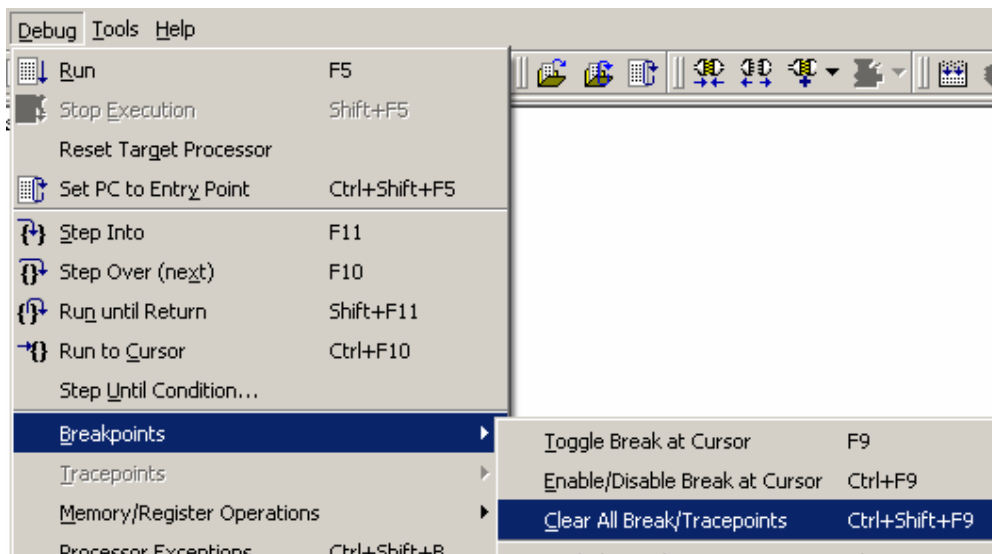 Debug Tools Help
Run F5
Stop Execution Shift+F5
Reset Target Processor
Set PC to Entry Point Ctrl+Shift+F5
Step Into F11
Step Over (next) F10
Run until Return Shift+F11
Run to Cursor Ctrl+F10
Step Until Condition...
Breakpoints
Toggle Break at Cursor F9
Tracepoints
Enable/Disable Break at Cursor Ctrl+F9
Memory/Register Operations
Clear All Break/Tracepoints Ctrl+Shift+F9
Processor Exceptions Ctrl+Shift+B